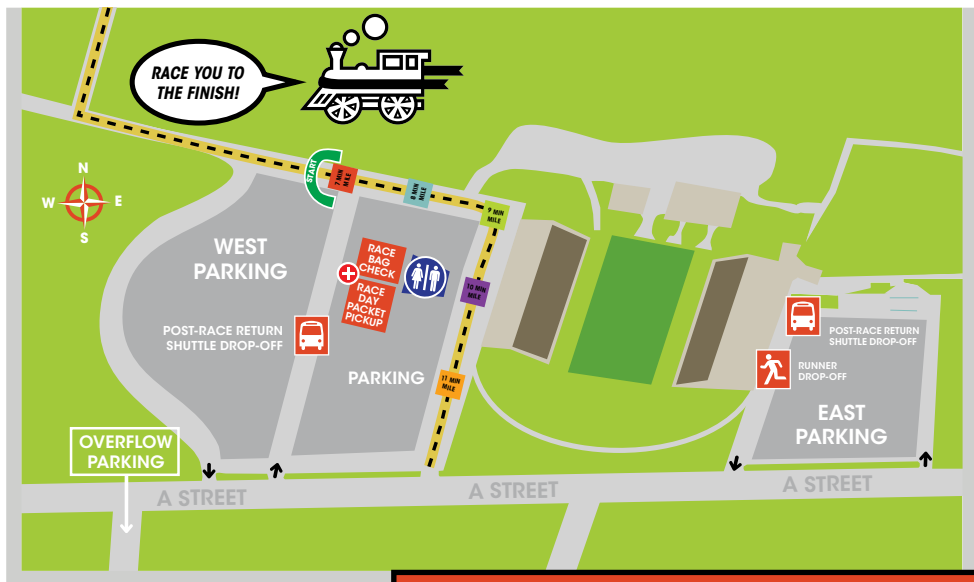 RACE YOU TO
THE FINISH!
N
W
E
S
START
7 MIN
MILE
8 MIN
MILE
9 MIN
MILE
10 MIN
MILE
11 MIN
MILE
WEST
PARKING
RACE
BAG
CHECK
RACE
DAY
PACKET
PICKUP
POST-RACE RETURN
SHUTTLE DROP-OFF
PARKING
POST-RACE RETURN
SHUTTLE DROP-OFF
RUNNER
DROP-OFF
EAST
PARKING
OVERFLOW
PARKING
A STREET
A STREET
A STREET